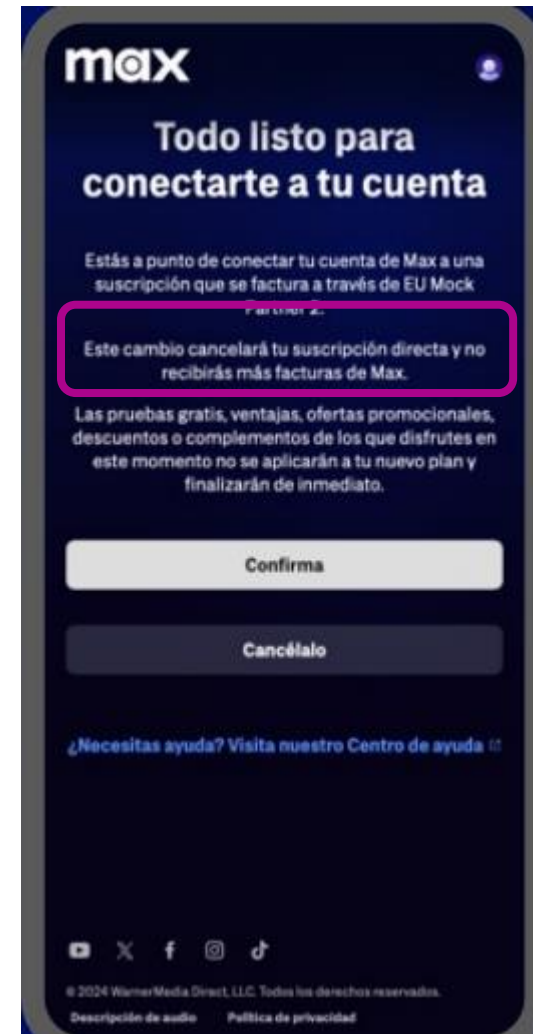 max
Todo listo para
conectarte a tu cuenta
Estás a punto de conectar tu cuenta de Max a una
suscripción que se factura a través de EU Mock
Partner 2.
Este cambio cancelará tu suscripción directa y no
recibirás más facturas de Max.
Las pruebas gratis, ventajas, ofertas promocionales,
descuentos o complementos de los que disfrutes en
este momento no se aplicarán a tu nuevo plan y
finalizarán de inmediato.
Confirma
Cancélalo
¿Necesitas ayuda? Visita nuestro Centro de ayuda
© 2024 WarnerMedia Direct, LLC. Todos los derechos reservados.
Descripción de audio Política de privacidad